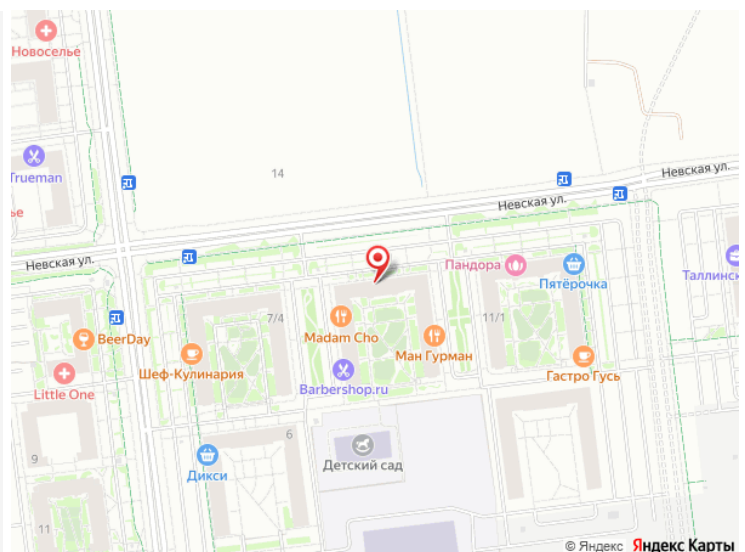 Новоселье
Trueman
ье
14
Невская ул.
Невская ул.
Невская ул.
Пандора
Пятёрочка
Таллинск
7/4
Madam Cho
11/1
BeerDay
Шеф-Кулинария
Ман Гурман
Гастро Гусь
Little One
Barbershop.ru
6
9
Дикси
Детский сад
11
© Яндекс Яндекс Карты